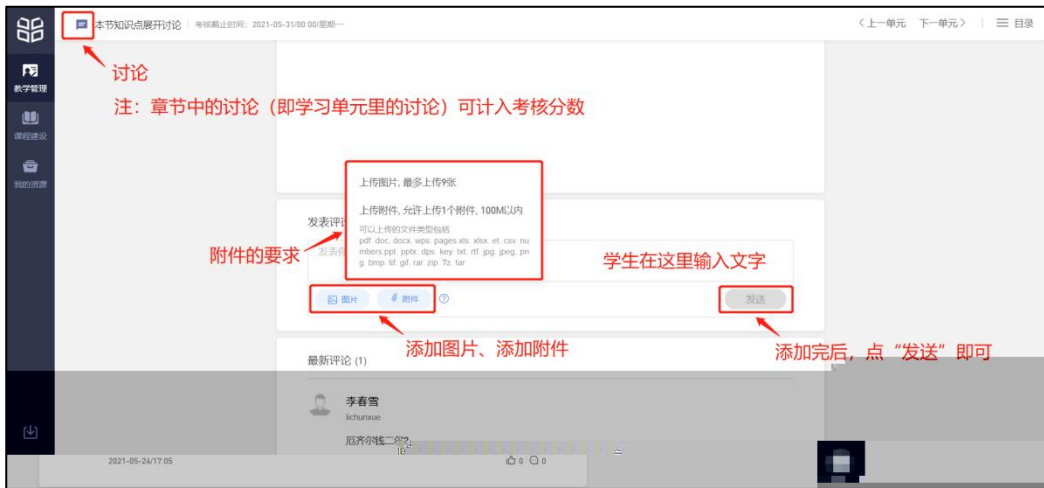 本节知识点展开讨论 考核截止时间：2021-05-31/00:00/星期一
〈 上一单元 下一单元 〉 目录
讨论
教学管理
注：章节中的讨论（即学习单元里的讨论）可计入考核分数
课程建设
我的资源
上传图片, 最多上传9张
上传附件, 允许上传1个附件, 100M以内
可以上传的文件类型包括
pdf doc. docx. wps. pages.xls. xlsx. et. csv. nu
mbers.ppt. pptx. dps. key. txt. rtf. jpg. jpeg. pn
g. bmp. tif. gif. rar. zip. 7z. tar
发表评
附件的要求
学生在这里输入文字
图片 附件
发送
添加图片、添加附件
添加完后，点“发送”即可
最新评论 (1)
李春雪
lichunxue
2021-05-24/17:05
0 0